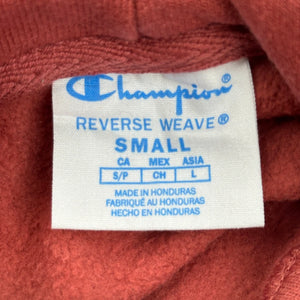 Champion®
REVERSE WEAVE®
SMALL
CA MEX ASIA
S/P CH L
MADE IN HONDURAS
FABRIQUÉ AU HONDURAS
HECHO EN HONDURAS